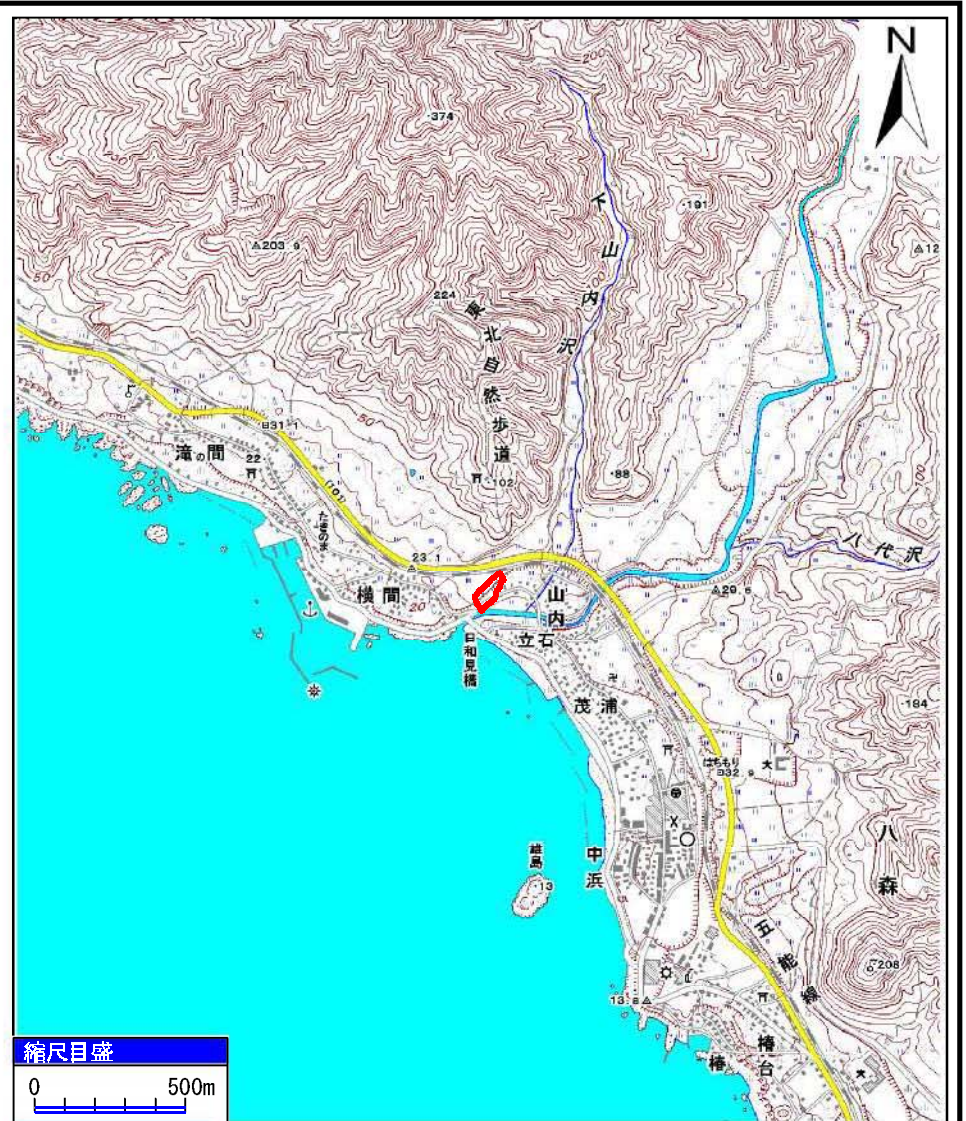 N
200
374
191
下山内沢
203.9
12
50
224
東北自然歩道
31.1
50
滝の間
22
(101)
102
88
たきのま
八代沢
23.1
29.6
横間
20
山内
立石
日和見橋
茂浦
184
はちもり
32.9
八森
雄島
13
中浜
五能線
208
13.8
椿
椿台
縮尺目盛
0 500m